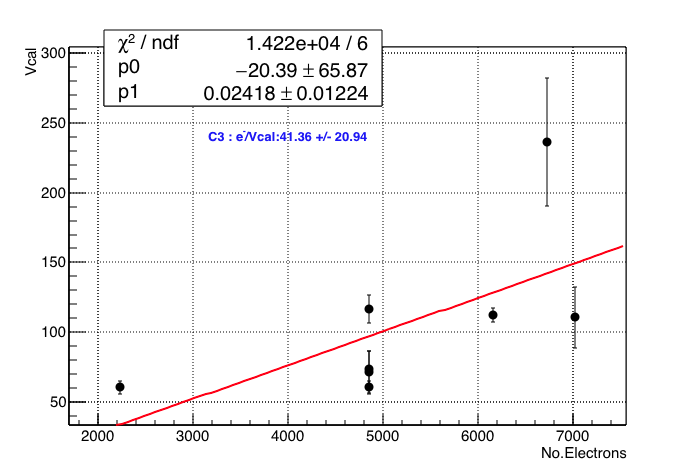 χ² / ndf 1.422e+04 / 6
p0 −20.39 ± 65.87
p1 0.02418 ± 0.01224
Vcal
300
C3 : e⁻/Vcal:41.36 +/- 20.94
250
200
150
100
50
2000 3000 4000 5000 6000 7000
No.Electrons